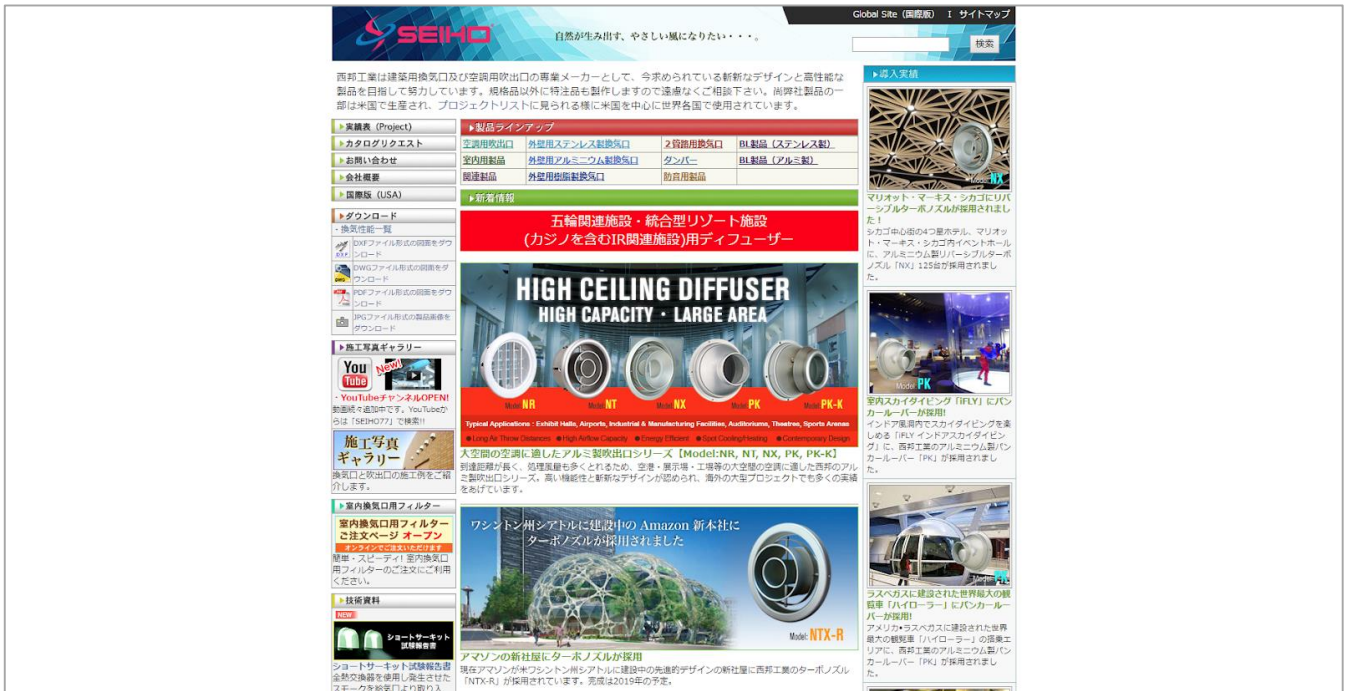 Global Site（国際版） I サイトマップ
SEIHO
自然が生み出す、やさしい風になりたい・・・。
検索
西邦工業は建築用換気口及び空調用吹出口の専業メーカーとして、今求められている斬新なデザインと高性能な
製品を目指して努力しています。規格品以外に特注品も製作しますので遠慮なくご相談下さい。尚弊社製品の一
部は米国で生産され、プロジェクトリストに見られる様に米国を中心に世界各国で使用されています。
実績表（Project）
カタログリクエスト
お問い合わせ
会社概要
国際版（USA）
ダウンロード
・換気性能一覧
DXF
DXFファイル形式の図面をダウ
ンロード
DWG
DWGファイル形式の図面をダ
ウンロード
PDFファイル形式の図面をダウ
ンロード
JPGファイル形式の製品画像を
ダウンロード
施工写真ギャラリー
You
Tube
New!
・YouTubeチャンネルOPEN!
動画続々追加中です。YouTubeか
らは「SEIHO77」で検索!!
施工写真
ギャラリー
換気口と吹出口の施工例をご紹
介します。
室内換気口用フィルター
室内換気口用フィルター
ご注文ページ オープン
オンラインでご注文いただけます
簡単・スピーディ! 室内換気口
用フィルターのご注文にご利用
ください。
技術資料
NEW
ショートサーキット
試験報告書
ショートサーキット試験報告書
全熱交換器を使用し発生させた
スモークを給気口より取り入
製品ラインアップ
空調用吹出口 外壁用ステンレス製換気口 2管路用換気口 BL製品（ステンレス製）
室内用製品 外壁用アルミニウム製換気口 ダンパー BL製品（アルミ製）
関連製品 外壁用樹脂製換気口 防音用製品
新着情報
五輪関連施設・統合型リゾート施設
(カジノを含むIR関連施設)用ディフューザー
HIGH CEILING DIFFUSER
HIGH CAPACITY・LARGE AREA
Model NR Model NT Model NX Model PK Model PK-K
Typical Applications : Exhibit Halls, Airports, Industrial & Manufacturing Facilities, Auditoriums, Theatres, Sports Arenas
●Long Air Throw Distances ●High Airflow Capacity ●Energy Efficient ●Spot Cooling/Heating ●Contemporary Design
大空間の空調に適したアルミ製吹出口シリーズ【Model:NR, NT, NX, PK, PK-K】
到達距離が長く、処理風量も多くとれるため、空港・展示場・工場等の大空間の空調に適した西邦のアル
ミ製吹出口シリーズ。高い機能性と斬新なデザインが認められ、海外の大型プロジェクトでも多くの実績
をあげています。
ワシントン州シアトルに建設中の Amazon 新本社に
ターボノズルが採用されました
Model: NTX-R
アマゾンの新社屋にターボノズルが採用
現在アマゾンが米ワシントン州シアトルに建設中の先進的デザインの新社屋に西邦工業のターボノズル
「NTX-R」が採用されています。完成は2019年の予定。
導入実績
Model: NX
マリオット・マーキス・シカゴにリバ
ーシブルターボノズルが採用されまし
た！
シカゴ中心街の4つ星ホテル、マリオッ
ト・マーキス・シカゴ内イベントホール
に、アルミニウム製リバーシブルターボ
ノズル「NX」125台が採用されまし
た。
Model: PK
室内スカイダイビング「iFLY」にパン
カールーバーが採用!
インドア風洞内でスカイダイビングを楽
しめる「iFLY インドアスカイダイビン
グ」に、西邦工業のアルミニウム製パン
カールーバー「PK」が採用されまし
た。
Model: PK
ラスベガスに建設された世界最大の観
覧車「ハイローラー」にパンカールー
バーが採用!
アメリカ・ラスベガスに建設された世界
最大の観覧車「ハイローラー」の搭乗エ
リアに、西邦工業のアルミニウム製パン
カールーバー「PK」が採用されまし
た。